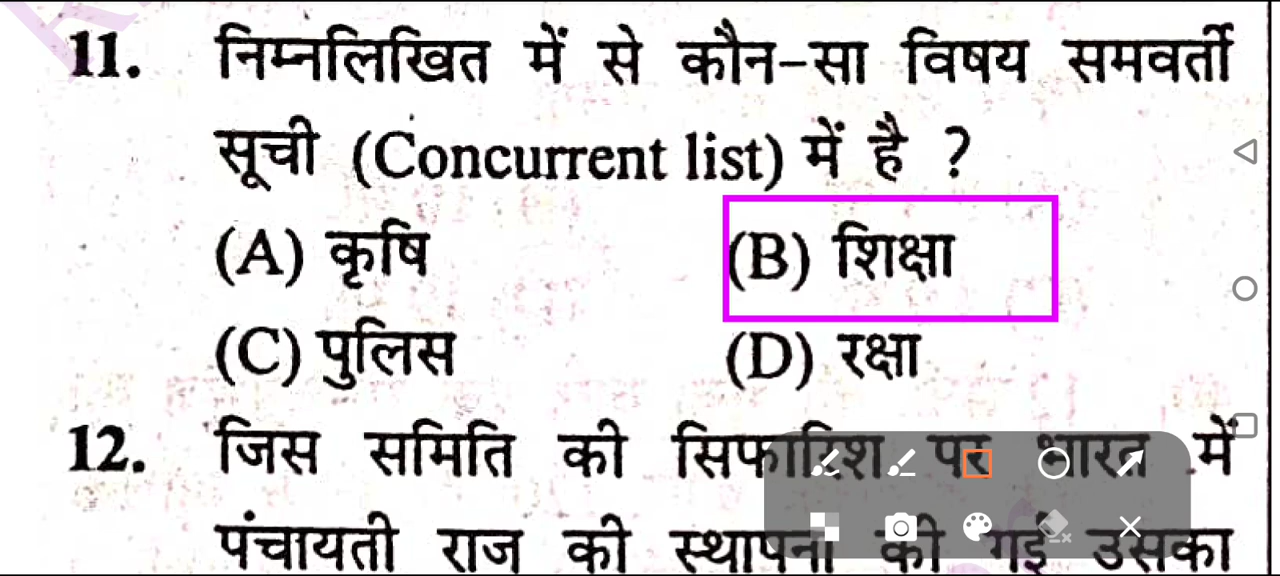 11. निम्नलिखित में से कौन-सा विषय समवर्ती
सूची (Concurrent list) में है ?
(A) कृषि (B) शिक्षा
(C) पुलिस (D) रक्षा
12. जिस समिति की सिफारिश पर भारत में
पंचायती राज की स्थापना की गई उसका